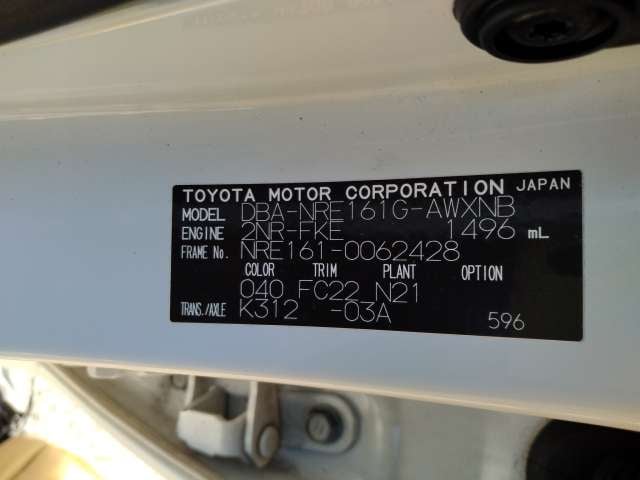 TOYOTA MOTOR CORPORATION JAPAN
MODEL DBA-NRE161G-AWXNB
ENGINE 2NR-FKE 1496 mL
FRAME No. NRE161-0062428
COLOR TRIM PLANT OPTION
040 FC22 N21
TRANS./AXLE K312 -03A
596